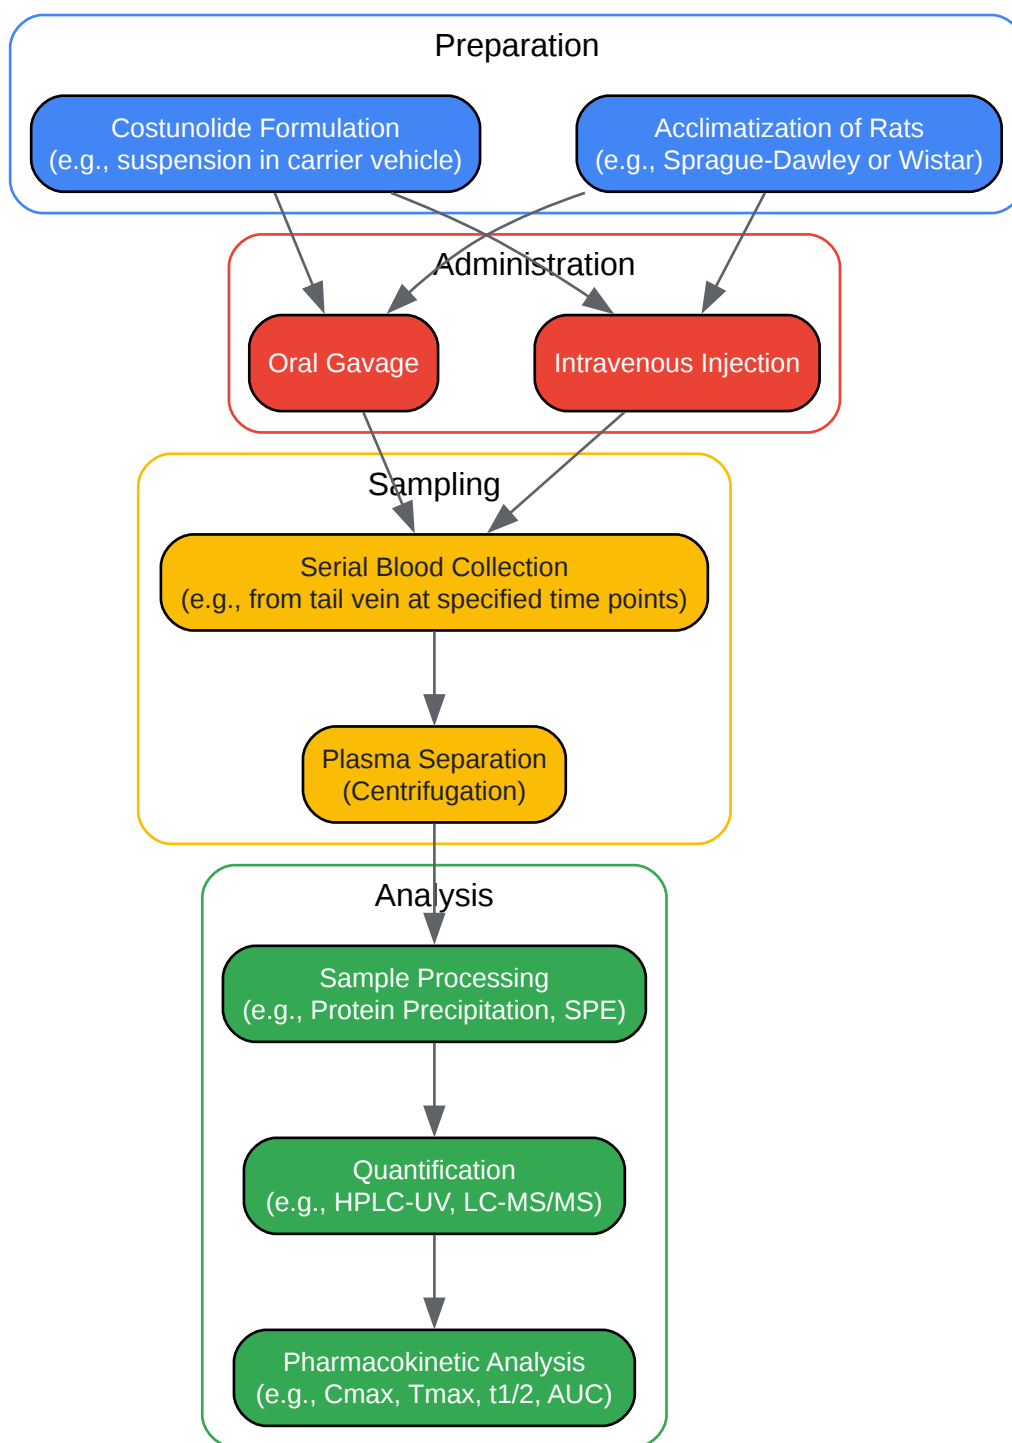 Preparation
Costunolide Formulation
(e.g., suspension in carrier vehicle)
Acclimatization of Rats
(e.g., Sprague-Dawley or Wistar)
Administration
Oral Gavage
Intravenous Injection
Sampling
Serial Blood Collection
(e.g., from tail vein at specified time points)
Plasma Separation
(Centrifugation)
Analysis
Sample Processing
(e.g., Protein Precipitation, SPE)
Quantification
(e.g., HPLC-UV, LC-MS/MS)
Pharmacokinetic Analysis
(e.g., Cmax, Tmax, t1/2, AUC)